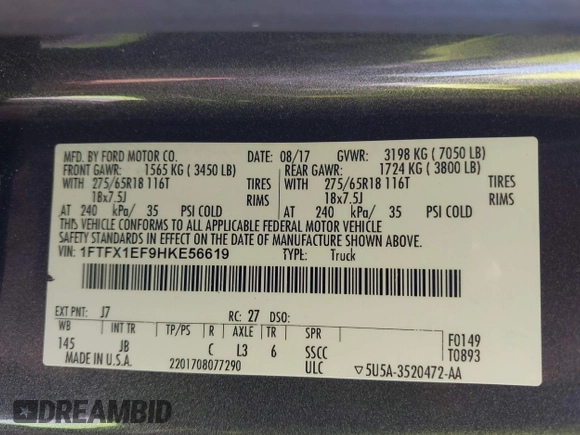 MFD. BY FORD MOTOR CO. DATE: 08/17 GVWR: 3198 KG ( 7050 LB)
FRONT GAWR: 1565 KG ( 3450 LB) REAR GAWR: 1724 KG ( 3800 LB)
WITH 275/65R18 116T TIRES WITH 275/65R18 116T TIRES
18x7.5J RIMS 18x7.5J RIMS
AT 240 kPa/ 35 PSI COLD AT 240 kPa/ 35 PSI COLD
THIS VEHICLE CONFORMS TO ALL APPLICABLE FEDERAL MOTOR VEHICLE
SAFETY STANDARDS IN EFFECT ON THE DATE OF MANUFACTURE SHOWN ABOVE.
VIN: 1FTFX1EF9HKE56619 TYPE: Truck
EXT PNT: J7 RC: 27 DSO:
WB INT TR TP/PS R AXLE TR SPR F0149
145 JB C L3 6 SSCC T0893
MADE IN U.S.A. 2201708077290 ULC ▽5U5A-3520472-AA
DREAMBID